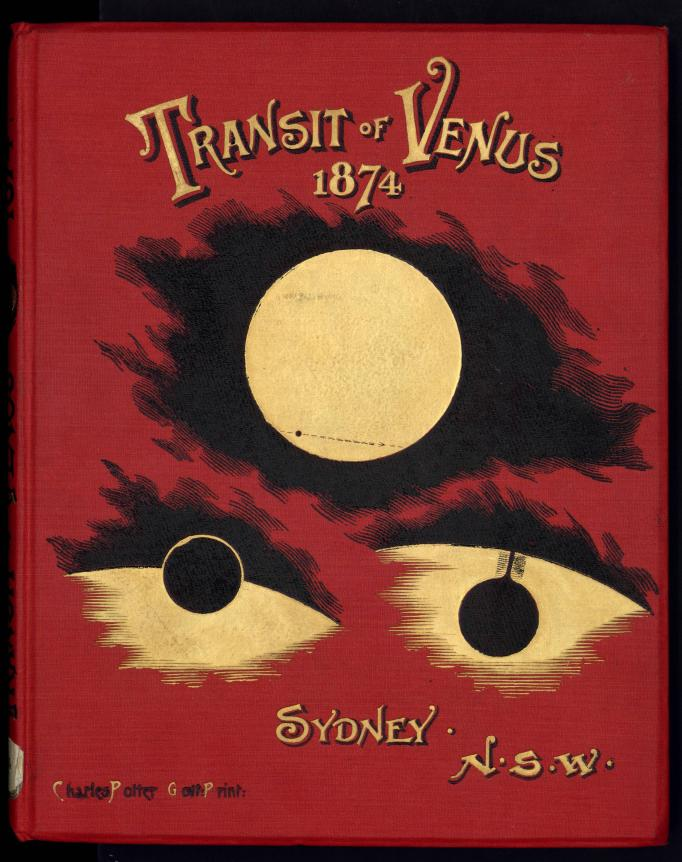 TRANSIT OF VENUS
1874
SYDNEY.
N.S.W.
Charles Potter Govt. Print: